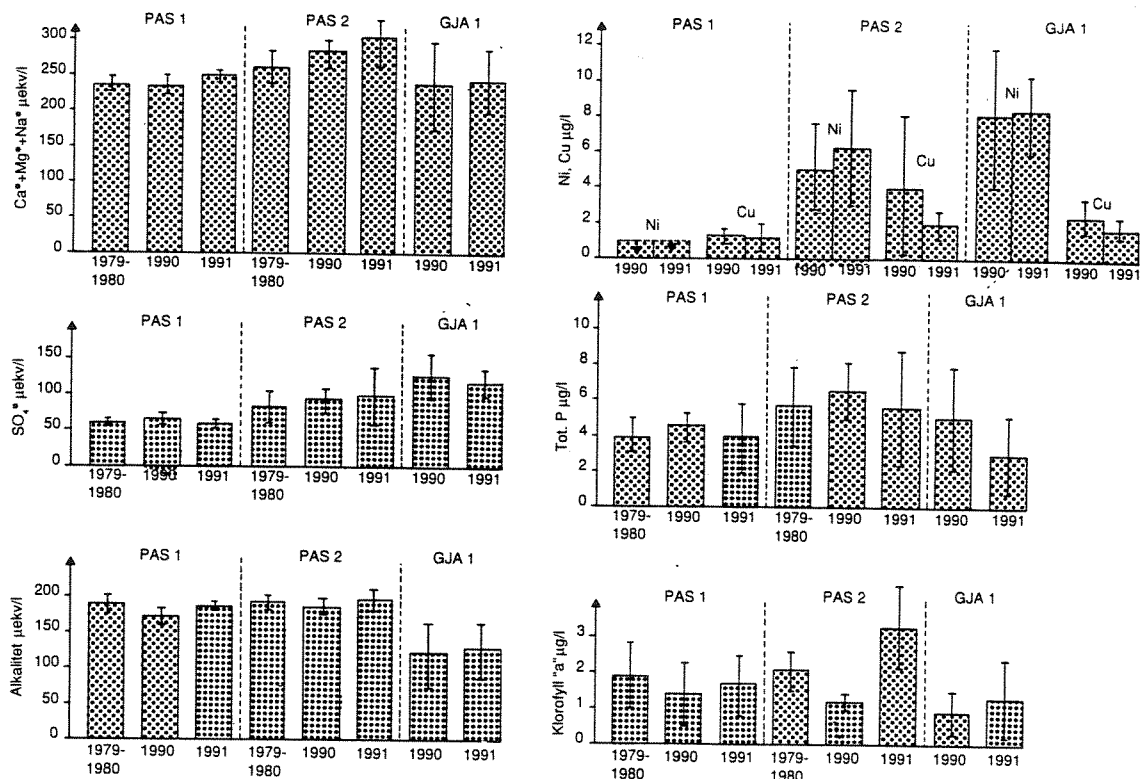 PAS 1 PAS 2 GJA 1
Ca*+Mg*+Na* µekv/l
300
250
200
150
100
50
0
1979-1980 1990 1991 1979-1980 1990 1991 1990 1991
PAS 1 PAS 2 GJA 1
SO4* µekv/l
150
100
50
0
1979-1980 1990 1991 1979-1980 1990 1991 1990 1991
PAS 1 PAS 2 GJA 1
Alkalitet µekv/l
200
150
100
50
0
1979-1980 1990 1991 1979-1980 1990 1991 1990 1991
PAS 1 PAS 2 GJA 1
Ni, Cu µg/l
12
10
8
6
4
2
0
Ni Cu Ni Cu Ni Cu
1990 1991 1990 1991 1990 1991 1990 1991 1990 1991 1990 1991
PAS 1 PAS 2 GJA 1
Tot. P µg/l
10
8
6
4
2
0
1979-1980 1990 1991 1979-1980 1990 1991 1990 1991
PAS 1 PAS 2 GJA 1
Klorofyll "a" µg/l
3
2
1
0
1979-1980 1990 1991 1979-1980 1990 1991 1990 1991